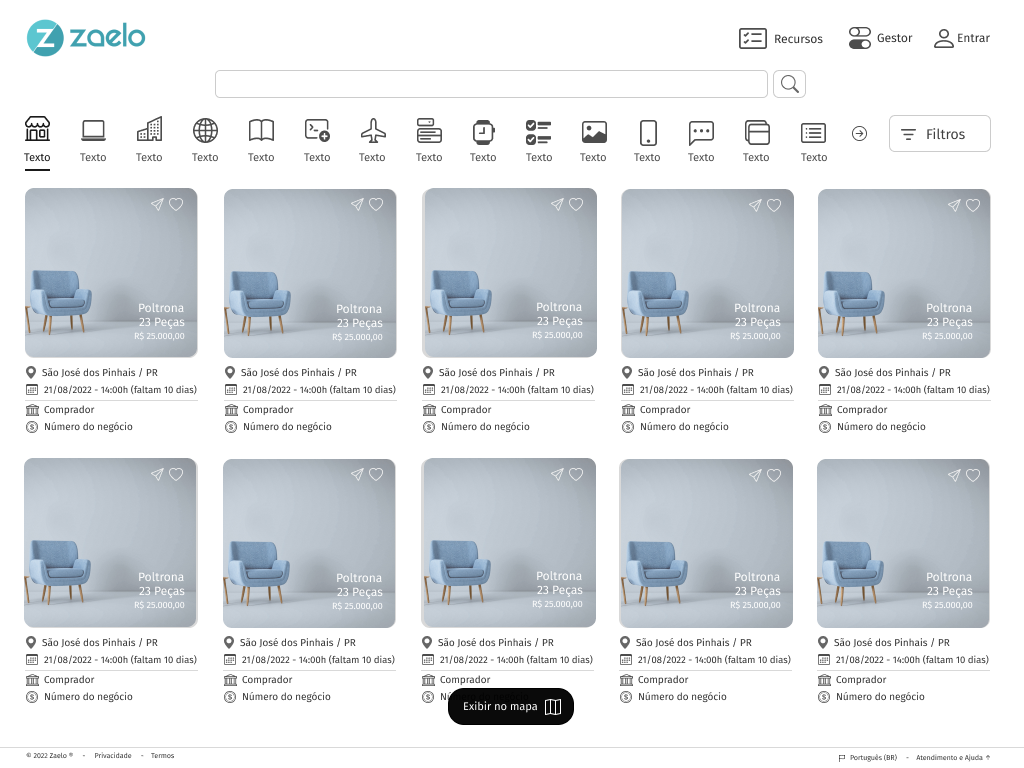 zaelo
Recursos
Gestor
Entrar
Texto Texto Texto Texto Texto Texto Texto Texto Texto Texto Texto Texto Texto Texto Texto
Filtros
Poltrona Poltrona Poltrona Poltrona Poltrona
23 Peças 23 Peças 23 Peças 23 Peças 23 Peças
R$ 25.000,00 R$ 25.000,00 R$ 25.000,00 R$ 25.000,00 R$ 25.000,00
São José dos Pinhais / PR São José dos Pinhais / PR São José dos Pinhais / PR São José dos Pinhais / PR São José dos Pinhais / PR
21/08/2022 - 14:00h (faltam 10 dias) 21/08/2022 - 14:00h (faltam 10 dias) 21/08/2022 - 14:00h (faltam 10 dias) 21/08/2022 - 14:00h (faltam 10 dias) 21/08/2022 - 14:00h (faltam 10 dias)
Comprador Comprador Comprador Comprador Comprador
Número do negócio Número do negócio Número do negócio Número do negócio Número do negócio
Poltrona Poltrona Poltrona Poltrona Poltrona
23 Peças 23 Peças 23 Peças 23 Peças 23 Peças
R$ 25.000,00 R$ 25.000,00 R$ 25.000,00 R$ 25.000,00 R$ 25.000,00
São José dos Pinhais / PR São José dos Pinhais / PR São José dos Pinhais / PR São José dos Pinhais / PR São José dos Pinhais / PR
21/08/2022 - 14:00h (faltam 10 dias) 21/08/2022 - 14:00h (faltam 10 dias) 21/08/2022 - 14:00h (faltam 10 dias) 21/08/2022 - 14:00h (faltam 10 dias) 21/08/2022 - 14:00h (faltam 10 dias)
Comprador Comprador Comprador Comprador Comprador
Número do negócio Número do negócio Número do negócio Número do negócio
Exibir no mapa
© 2022 Zaelo ® - Privacidade - Termos
Português (BR) - Atendimento e Ajuda ↑